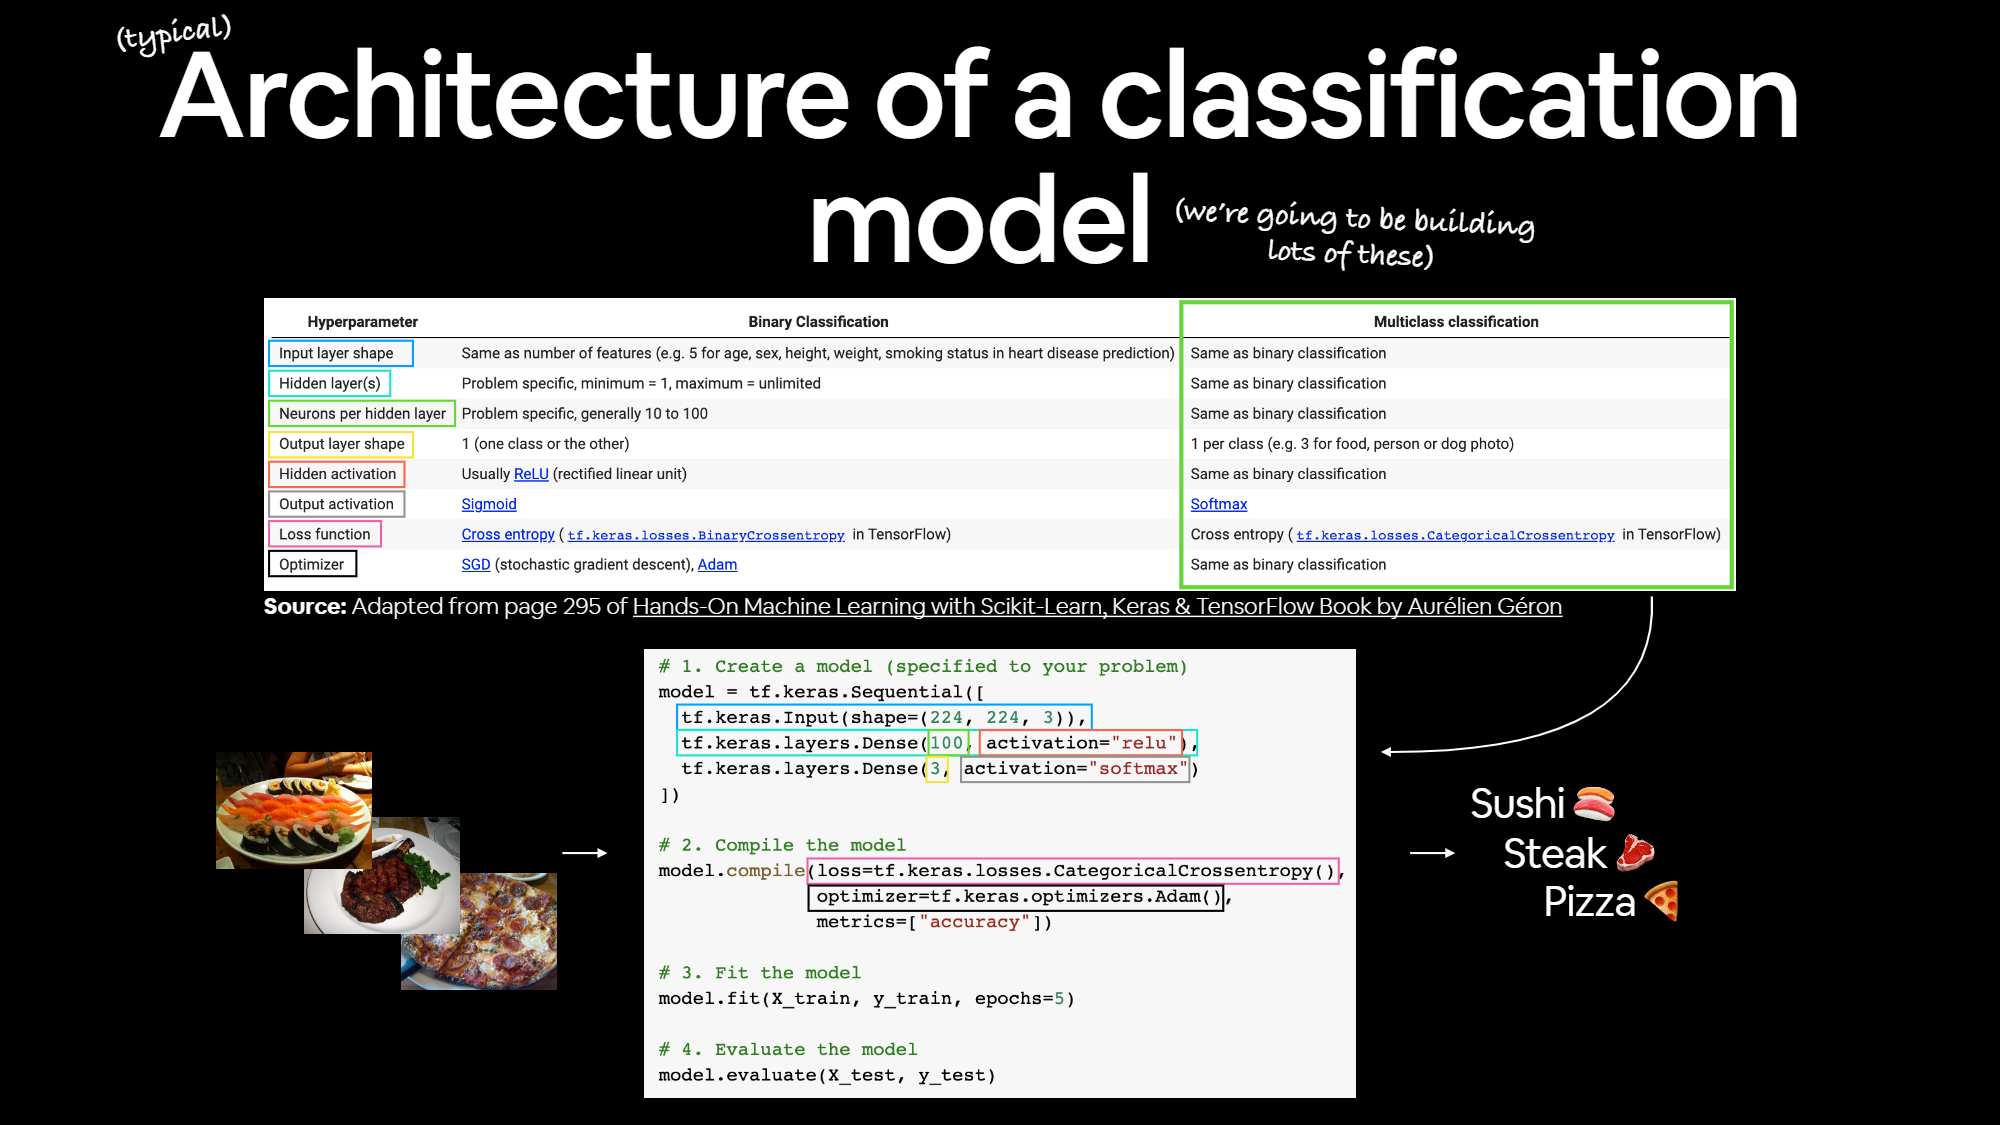 (typical)
Architecture of a classification
model
(we're going to be building
lots of these)
Hyperparameter Binary Classification Multiclass classification
Input layer shape Same as number of features (e.g. 5 for age, sex, height, weight, smoking status in heart disease prediction) Same as binary classification
Hidden layer(s) Problem specific, minimum = 1, maximum = unlimited Same as binary classification
Neurons per hidden layer Problem specific, generally 10 to 100 Same as binary classification
Output layer shape 1 (one class or the other) 1 per class (e.g. 3 for food, person or dog photo)
Hidden activation Usually ReLU (rectified linear unit) Same as binary classification
Output activation Sigmoid Softmax
Loss function Cross entropy ( tf.keras.losses.BinaryCrossentropy in TensorFlow) Cross entropy ( tf.keras.losses.CategoricalCrossentropy in TensorFlow)
Optimizer SGD (stochastic gradient descent), Adam Same as binary classification
Source: Adapted from page 295 of Hands-On Machine Learning with Scikit-Learn, Keras & TensorFlow Book by Aurélien Géron
# 1. Create a model (specified to your problem)
model = tf.keras.Sequential([
tf.keras.Input(shape=(224, 224, 3)),
tf.keras.layers.Dense(100, activation="relu"),
tf.keras.layers.Dense(3, activation="softmax")
])
# 2. Compile the model
model.compile(loss=tf.keras.losses.CategoricalCrossentropy(),
optimizer=tf.keras.optimizers.Adam(),
metrics=["accuracy"])
# 3. Fit the model
model.fit(X_train, y_train, epochs=5)
# 4. Evaluate the model
model.evaluate(X_test, y_test)
Sushi 🍣
Steak 🥩
Pizza 🍕